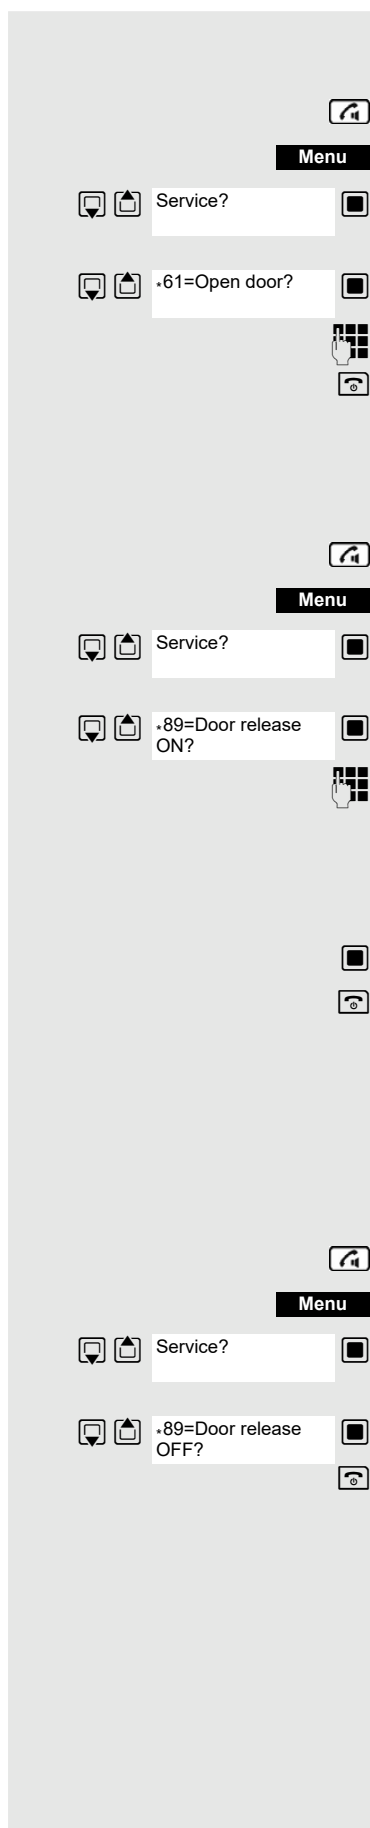 Menu
Service?
*61=Open door?
Menu
Service?
*89=Door release
ON?
Menu
Service?
*89=Door release
OFF?